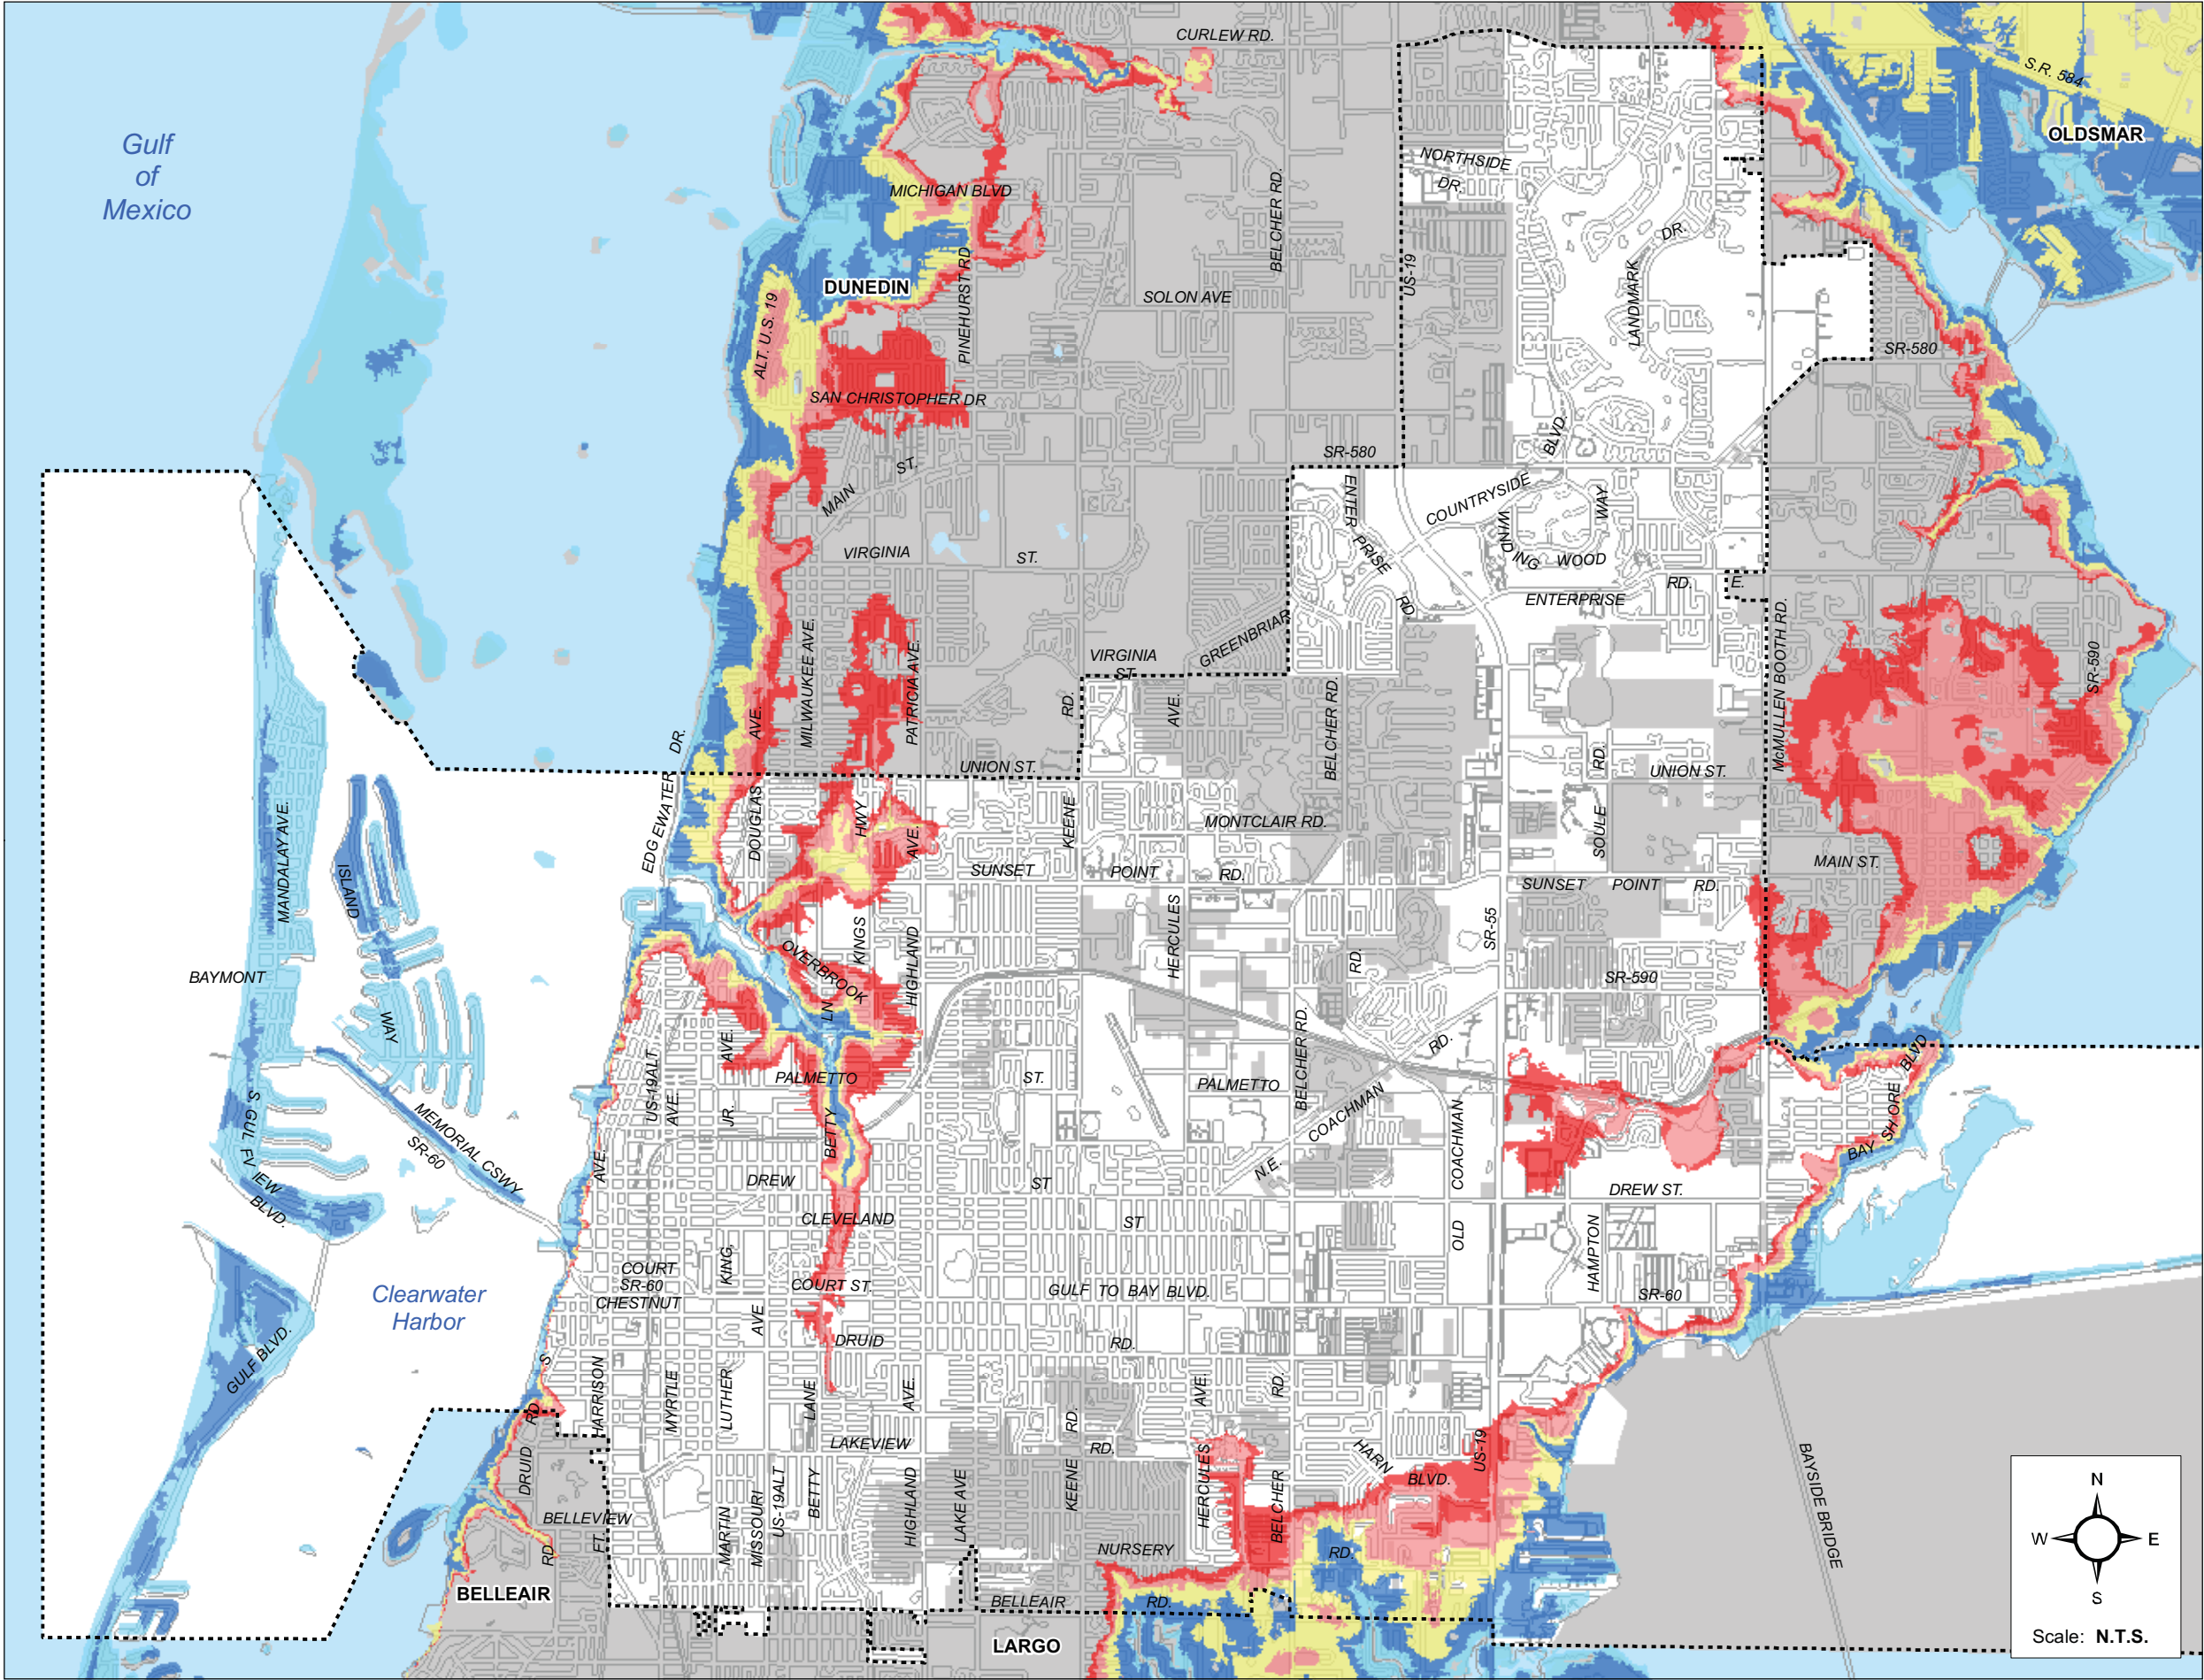 CURLEW RD.
S.R. 584
OLDSMAR
Gulf
of
Mexico
NORTHSIDE
DR.
MICHIGAN BLVD
BELCHER RD.
DR.
PINEHURST RD
US-19
LANDMARK
DUNEDIN
SOLON AVE
ALT. U.S. 19
SR-580
SAN CHRISTOPHER DR
BLVD.
SR-580
ST.
MAIN
ENTER
PRISE
RD.
COUNTRYSIDE
WIND
ING
WOOD
WAY
VIRGINIA
ST.
RD.
E.
ENTERPRISE
McMULLEN BOOTH RD.
GREENBRIAR
MILWAUKEE AVE.
PATRICIA AVE.
VIRGINIA
ST.
SR-590
RD.
AVE.
BELCHER RD.
AVE.
DR.
UNION ST.
RD.
UNION ST.
EDGEWATER
DOUGLAS
HWY
AVE.
KEENE
MONTCLAIR RD.
SOULE
MANDALAY AVE.
ISLAND
SUNSET
POINT
RD.
MAIN ST.
SUNSET
POINT
RD.
HERCULES
SR-55
KINGS
HIGHLAND
OVERBROOK
RD.
BAYMONT
SR-590
LN
WAY
AVE.
RD.
BELCHER RD.
BLVD
US-19ALT
AVE.
PALMETTO
ST.
PALMETTO
JR.
S. GULF
V
IEW
BLVD.
MEMORIAL CSWY
SR-60
BETTY
COACHMAN
N.E.
COACHMAN
BAY SHORE
AVE.
DREW
ST
DREW ST.
CLEVELAND
ST
OLD
HAMPTON
COURT
SR-60
CHESTNUT
KING,
COURT ST.
GULF TO BAY BLVD.
SR-60
Clearwater
Harbor
AVE
DRUID
RD.
GULF BLVD.
S
HARRISON
MYRTLE
LUTHER
LANE
AVE.
RD.
AVE.
RD.
RD.
DRUID
LAKEVIEW
RD.
HARN
BLVD.
US-19
BAYSIDE BRIDGE
HERCULES
BELCHER
KEENE
LAKE AVE
HIGHLAND
BETTY
US-19ALT
MISSOURI
MARTIN
BELLEVIEW
FT.
RD
NURSERY
RD.
BELLEAIR
BELLEAIR
RD.
LARGO
N
W
E
S
Scale: N.T.S.